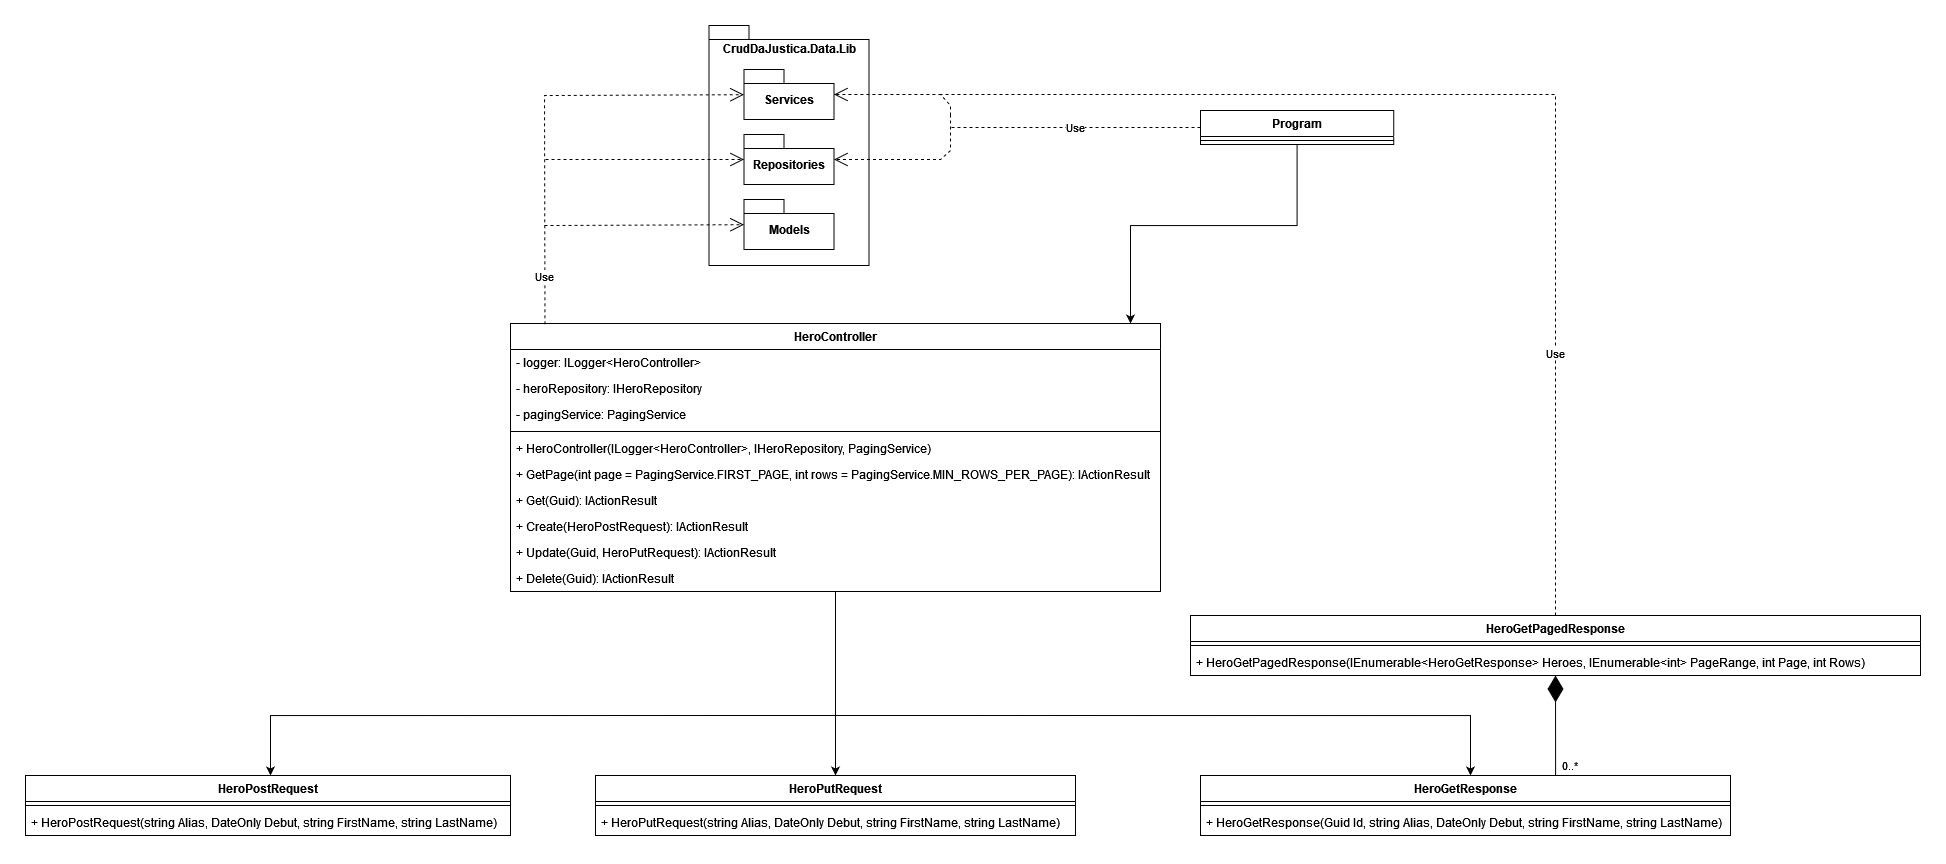 CrudDaJustica.Data.Lib
Services
Repositories
Models
Use
Program
Use
Use
HeroController
- logger: ILogger<HeroController>
- heroRepository: IHeroRepository
- pagingService: PagingService
+ HeroController(ILogger<HeroController>, IHeroRepository, PagingService)
+ GetPage(int page = PagingService.FIRST_PAGE, int rows = PagingService.MIN_ROWS_PER_PAGE): IActionResult
+ Get(Guid): IActionResult
+ Create(HeroPostRequest): IActionResult
+ Update(Guid, HeroPutRequest): IActionResult
+ Delete(Guid): IActionResult
HeroGetPagedResponse
+ HeroGetPagedResponse(IEnumerable<HeroGetResponse> Heroes, IEnumerable<int> PageRange, int Page, int Rows)
0..*
HeroPostRequest
+ HeroPostRequest(string Alias, DateOnly Debut, string FirstName, string LastName)
HeroPutRequest
+ HeroPutRequest(string Alias, DateOnly Debut, string FirstName, string LastName)
HeroGetResponse
+ HeroGetResponse(Guid Id, string Alias, DateOnly Debut, string FirstName, string LastName)